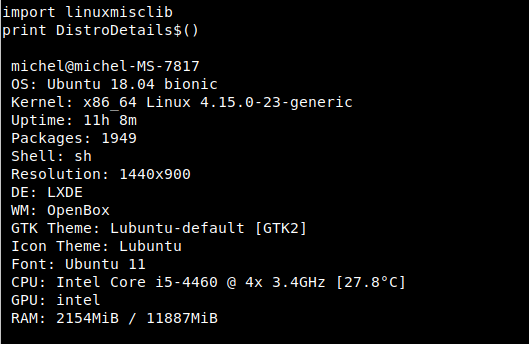 import linuxmisclib
print DistroDetails$()
michel@michel-MS-7817
OS: Ubuntu 18.04 bionic
Kernel: x86_64 Linux 4.15.0-23-generic
Uptime: 11h 8m
Packages: 1949
Shell: sh
Resolution: 1440x900
DE: LXDE
WM: OpenBox
GTK Theme: Lubuntu-default [GTK2]
Icon Theme: Lubuntu
Font: Ubuntu 11
CPU: Intel Core i5-4460 @ 4x 3.4GHz [27.8°C]
GPU: intel
RAM: 2154MiB / 11887MiB